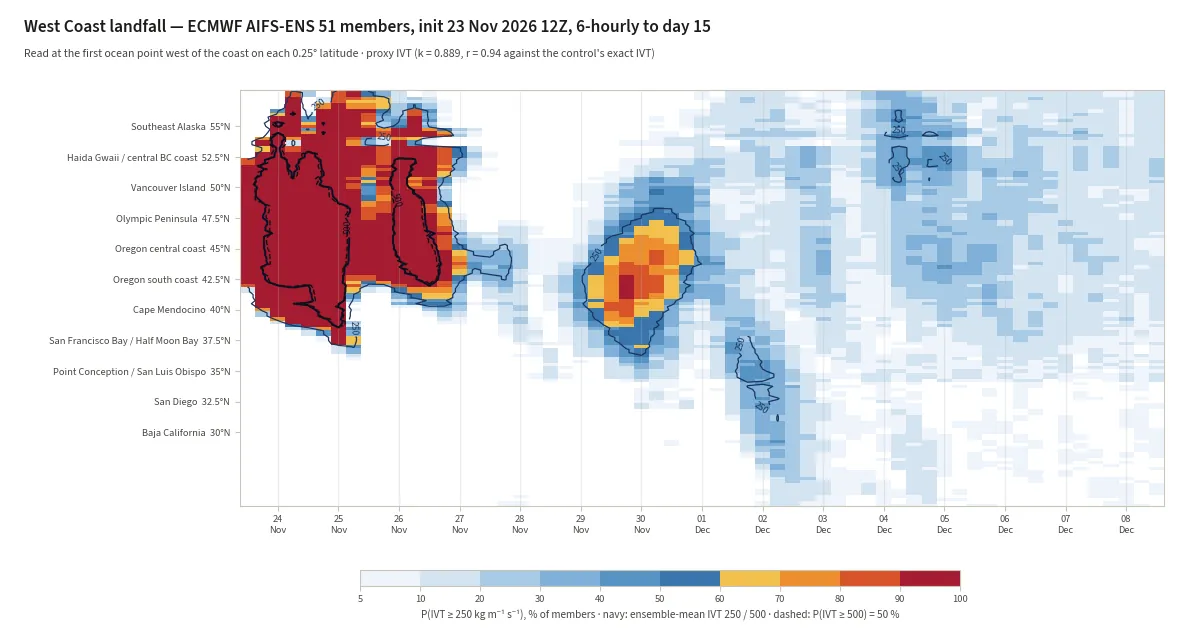 West Coast landfall — ECMWF AIFS-ENS 51 members, init 23 Nov 2026 12Z, 6-hourly to day 15
Read at the first ocean point west of the coast on each 0.25° latitude · proxy IVT (k = 0.889, r = 0.94 against the control's exact IVT)
Southeast Alaska 55°N
Haida Gwaii / central BC coast 52.5°N
Vancouver Island 50°N
Olympic Peninsula 47.5°N
Oregon central coast 45°N
Oregon south coast 42.5°N
Cape Mendocino 40°N
San Francisco Bay / Half Moon Bay 37.5°N
Point Conception / San Luis Obispo 35°N
San Diego 32.5°N
Baja California 30°N
250
250
500
500
250
250
250
250
250
250
250
24 25 26 27 28 29 30 01 02 03 04 05 06 07 08
Nov Nov Nov Nov Nov Nov Nov Dec Dec Dec Dec Dec Dec Dec Dec
5 10 20 30 40 50 60 70 80 90 100
P(IVT ≥ 250 kg m⁻¹ s⁻¹), % of members · navy: ensemble-mean IVT 250 / 500 · dashed: P(IVT ≥ 500) = 50 %